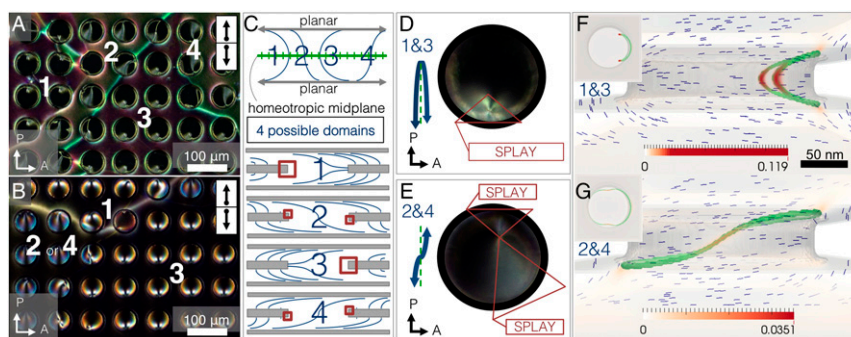 A
2
4
1
3
P
A
100 μm
B
1
2 or 4
3
P
A
100 μm
C
planar
1 2 3 4
planar
homeotropic midplane
4 possible domains
1
2
3
4
D
1&3
P
A
SPLAY
E
SPLAY
2&4
P
A
SPLAY
F
1&3
0
0.119
50 nm
G
2&4
0
0.0351